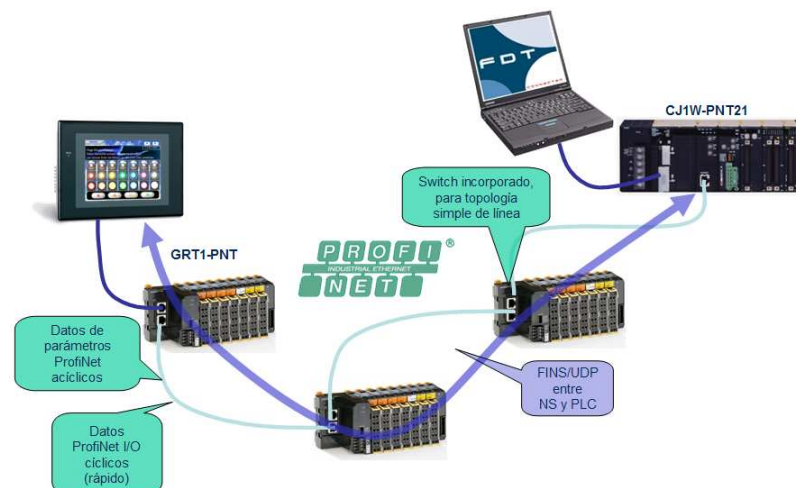 FDT
CJ1W-PNT21
Switch incorporado,
para topología
simple de línea
GRT1-PNT
PROFI
®
INDUSTRIAL ETHERNET
NET
Datos de
parámetros
ProfiNet
acíclicos
FINS/UDP
entre
NS y PLC
Datos
ProfiNet I/O
cíclicos
(rápido)